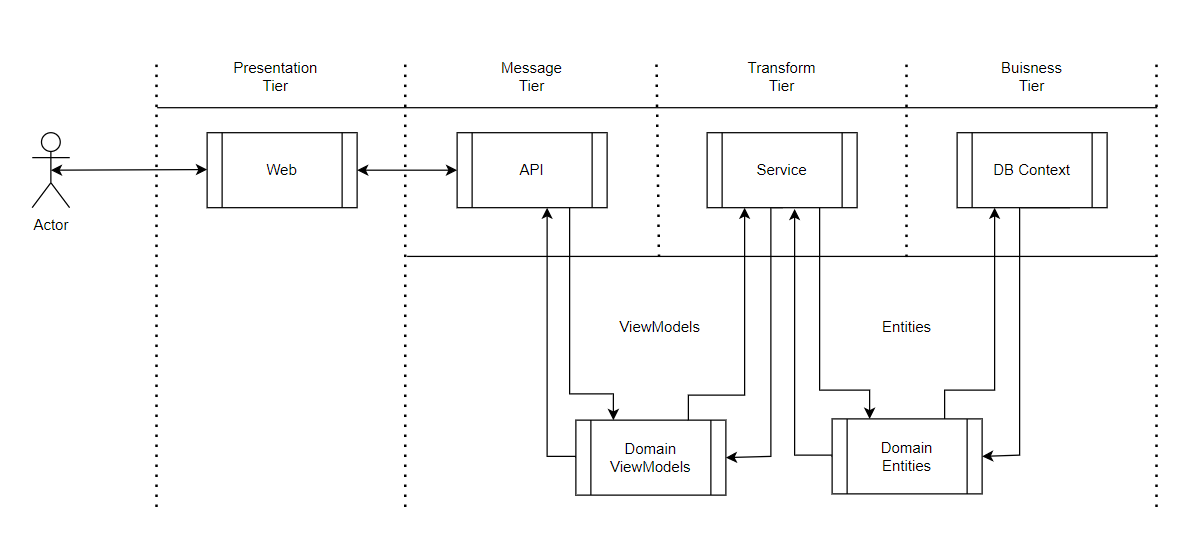 Presentation
Tier
Message
Tier
Transform
Tier
Buisness
Tier
Web
API
Service
DB Context
Actor
ViewModels
Entities
Domain
ViewModels
Domain
Entities